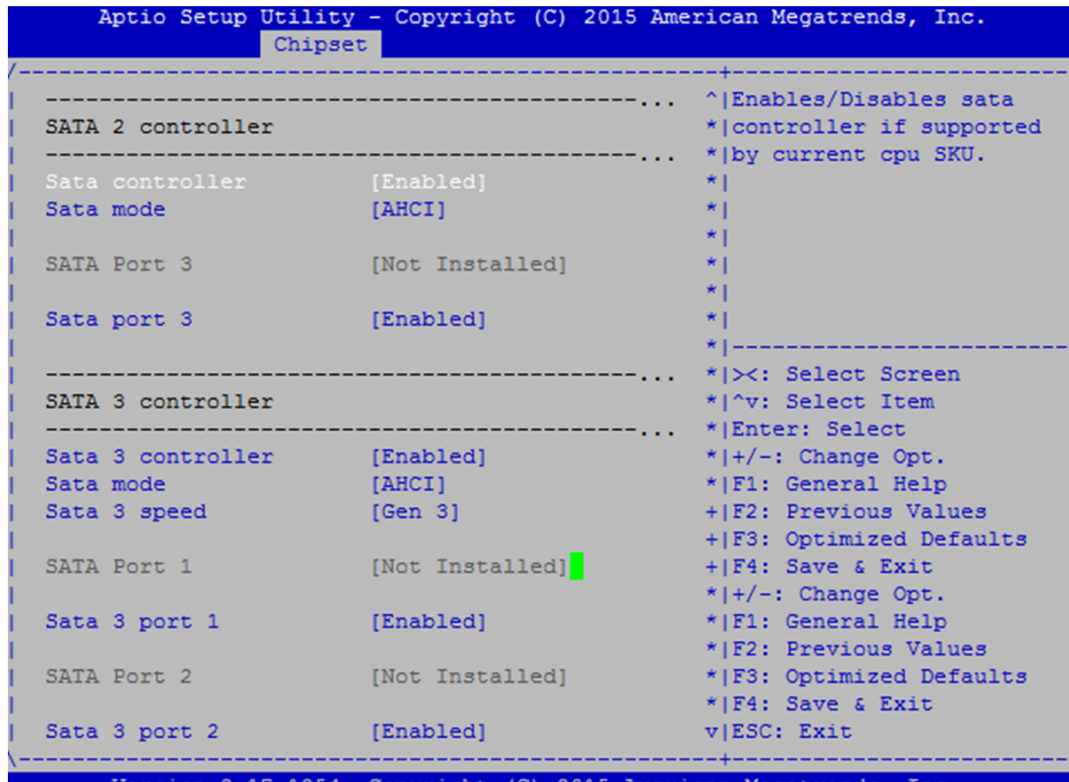 Aptio Setup Utility - Copyright (C) 2015 American Megatrends, Inc.
Chipset
/----------------------------------------------------+-------------------------
| --------------------------------------------... ^|Enables/Disables sata
| SATA 2 controller *|controller if supported
| --------------------------------------------... *|by current cpu SKU.
| Sata controller [Enabled] *|
| Sata mode [AHCI] *|
| *|
| SATA Port 3 [Not Installed] *|
| *|
| Sata port 3 [Enabled] *|
| *|-------------------------
| --------------------------------------------... *|><: Select Screen
| SATA 3 controller *|^v: Select Item
| --------------------------------------------... *|Enter: Select
| Sata 3 controller [Enabled] *|+/-: Change Opt.
| Sata mode [AHCI] *|F1: General Help
| Sata 3 speed [Gen 3] +|F2: Previous Values
| +|F3: Optimized Defaults
| SATA Port 1 [Not Installed] +|F4: Save & Exit
| *|+/-: Change Opt.
| Sata 3 port 1 [Enabled] *|F1: General Help
| *|F2: Previous Values
| SATA Port 2 [Not Installed] *|F3: Optimized Defaults
| *|F4: Save & Exit
| Sata 3 port 2 [Enabled] v|ESC: Exit
\----------------------------------------------------+-------------------------
Copyright (C) 2015 American Megatrends